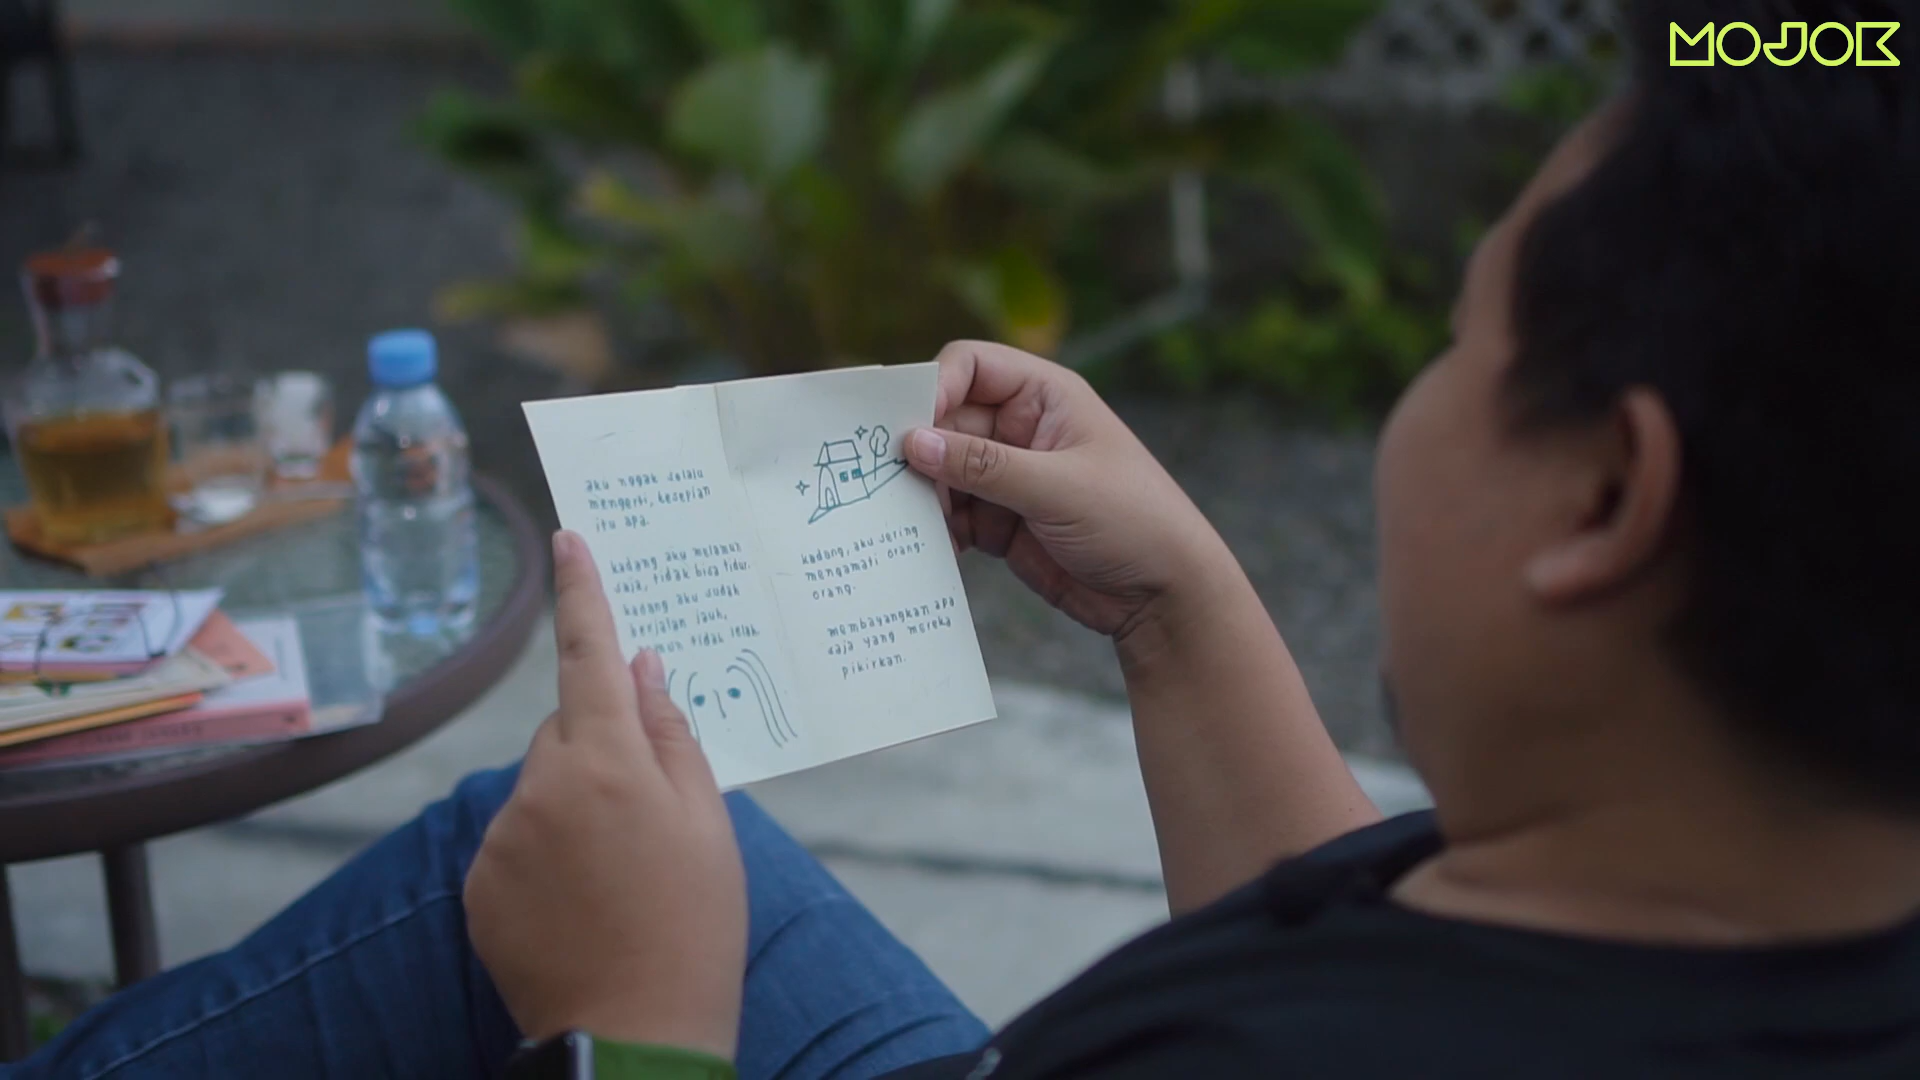 MOJOK
aku nggak selalu
mengerti, kesepian
itu apa.
kadang aku melamun
saja, tidak bisa tidur.
kadang aku sudah
berjalan jauh,
namun tidak lelah.
kadang, aku sering
mengamati orang-
orang.
membayangkan apa
saja yang mereka
pikirkan.